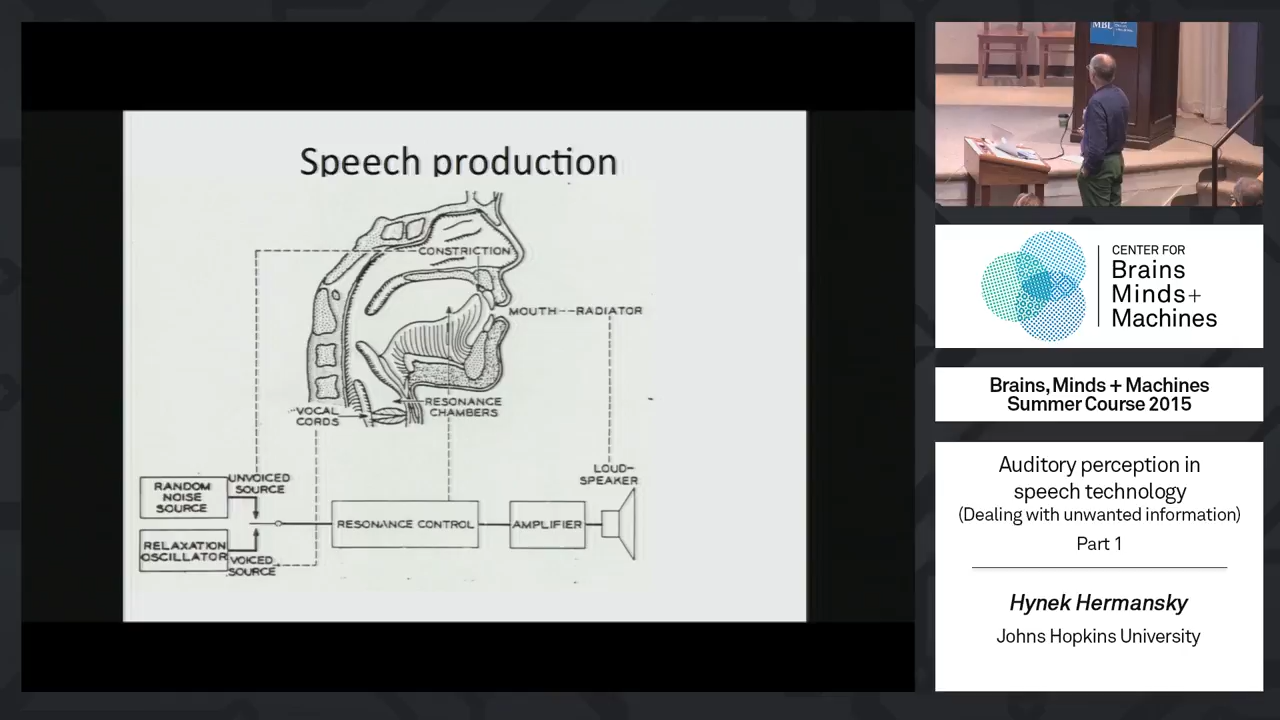 Speech production
CONSTRICTION
MOUTH--RADIATOR
VOCAL
CORDS
RESONANCE
CHAMBERS
RANDOM
NOISE
SOURCE
UNVOICED
SOURCE
RELAXATION
OSCILLATOR
VOICED
SOURCE
RESONANCE CONTROL
AMPLIFIER
LOUD-
SPEAKER
MBL
CENTER FOR
Brains
Minds+
Machines
Brains, Minds + Machines
Summer Course 2015
Auditory perception in
speech technology
(Dealing with unwanted information)
Part 1
Hynek Hermansky
Johns Hopkins University